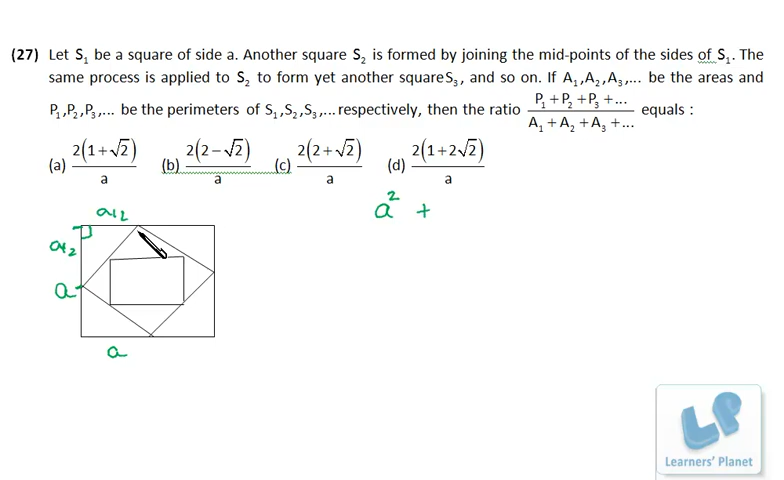 (27) Let S₁ be a square of side a. Another square S₂ is formed by joining the mid-points of the sides of S₁. The
same process is applied to S₂ to form yet another squareS₃, and so on. If A₁,A₂,A₃,... be the areas and
P₁,P₂,P₃,... be the perimeters of S₁,S₂,S₃,... respectively, then the ratio (P₁+P₂+P₃+...)/(A₁+A₂+A₃+...) equals :
(a) 2(1+√2)/a (b) 2(2−√2)/a (c) 2(2+√2)/a (d) 2(1+2√2)/a
a² +
a/2
a/2
a
a
LP
Learners' Planet